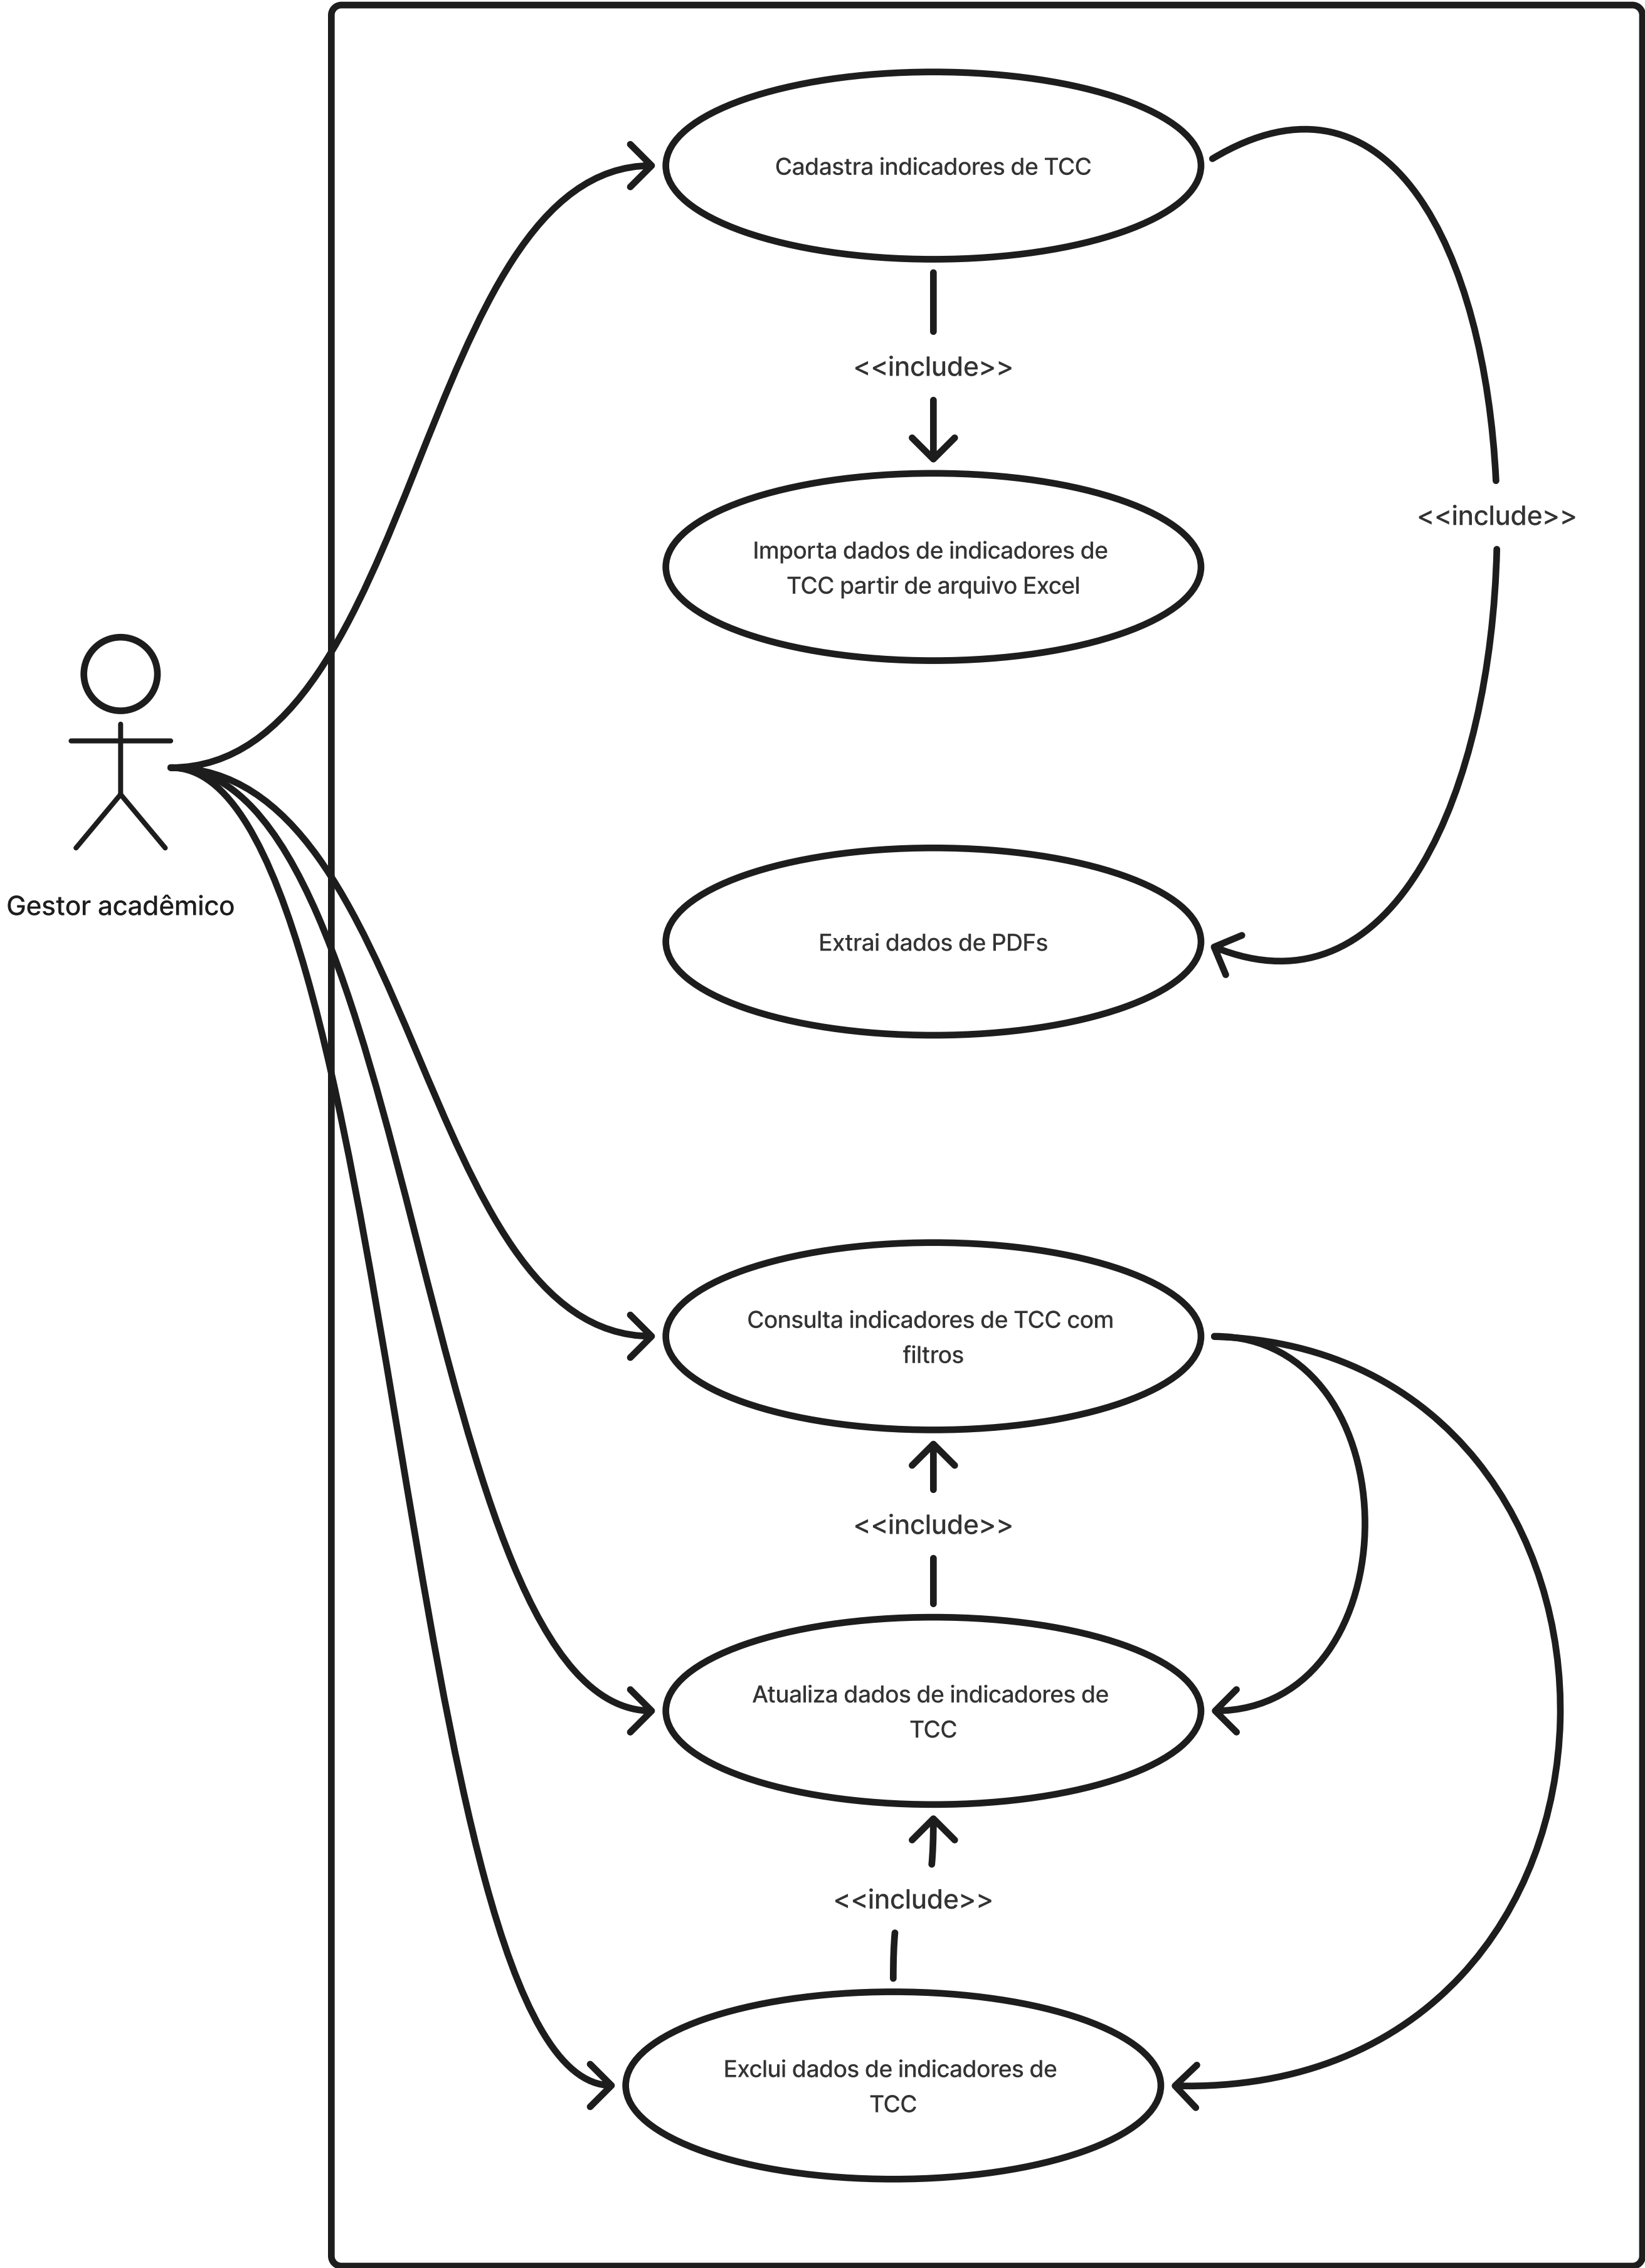 Cadastra indicadores de TCC
<<include>>
<<include>>
Importa dados de indicadores de
TCC partir de arquivo Excel
Gestor acadêmico
Extrai dados de PDFs
Consulta indicadores de TCC com
filtros
<<include>>
Atualiza dados de indicadores de
TCC
<<include>>
Exclui dados de indicadores de
TCC